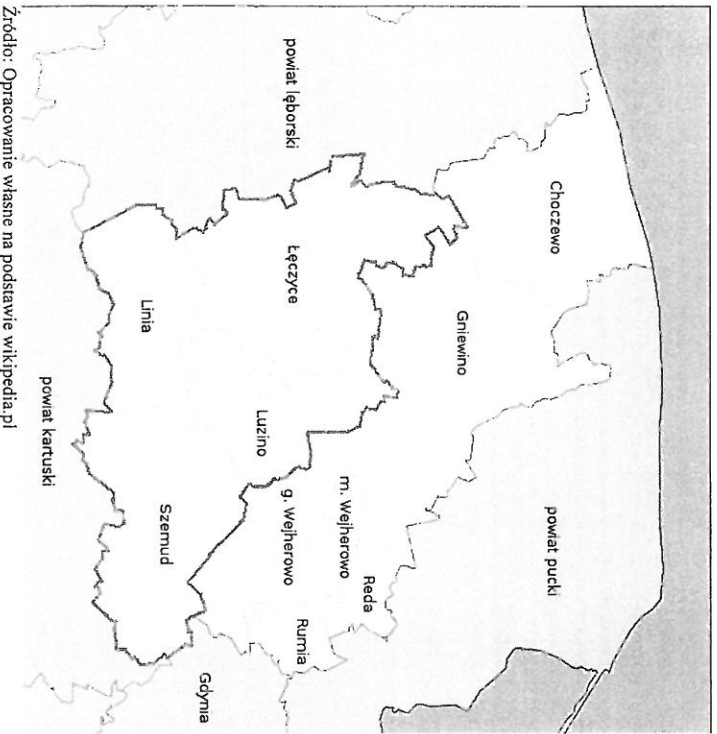 Choczewo
powiat pucki
Gniewino
Reda
m. Wejherowo
Rumia
powiat lęborski
Łęczyce
g. Wejherowo
Luzino
Gdynia
Szemud
Linia
powiat kartuski
Źródło: Opracowanie własne na podstawie wikipedia.pl